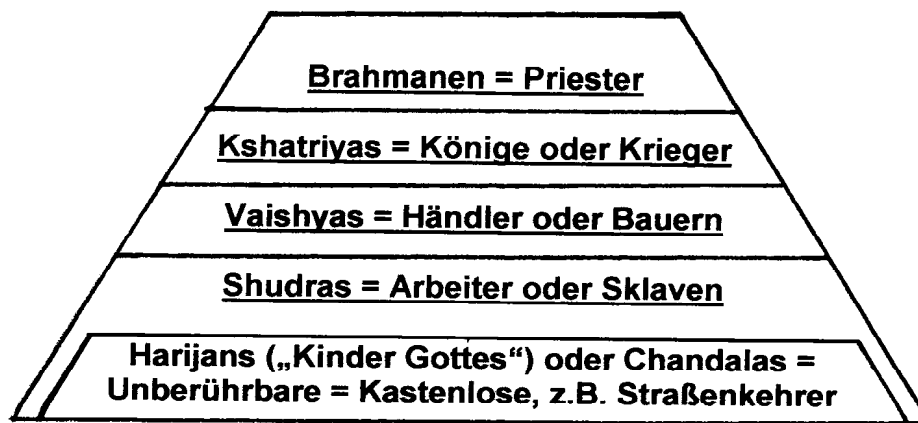 Brahmanen = Priester
Kshatriyas = Könige oder Krieger
Vaishyas = Händler oder Bauern
Shudras = Arbeiter oder Sklaven
Harijans („Kinder Gottes“) oder Chandalas =
Unberührbare = Kastenlose, z.B. Straßenkehrer